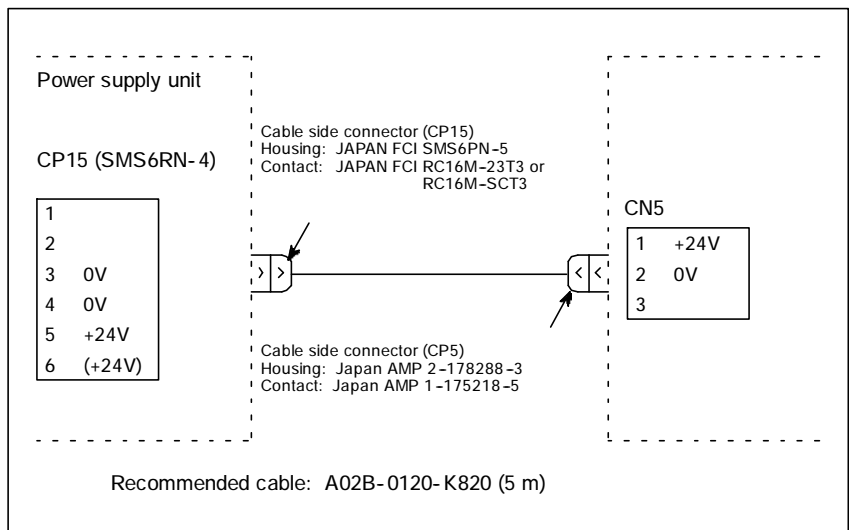 Power supply unit
CP15 (SMS6RN-4)
1
2
3 0V
4 0V
5 +24V
6 (+24V)
Cable side connector (CP15)
Housing: JAPAN FCI SMS6PN-5
Contact: JAPAN FCI RC16M-23T3 or
RC16M-SCT3
CN5
1 +24V
2 0V
3
Cable side connector (CP5)
Housing: Japan AMP 2-178288-3
Contact: Japan AMP 1-175218-5
Recommended cable: A02B-0120-K820 (5 m)